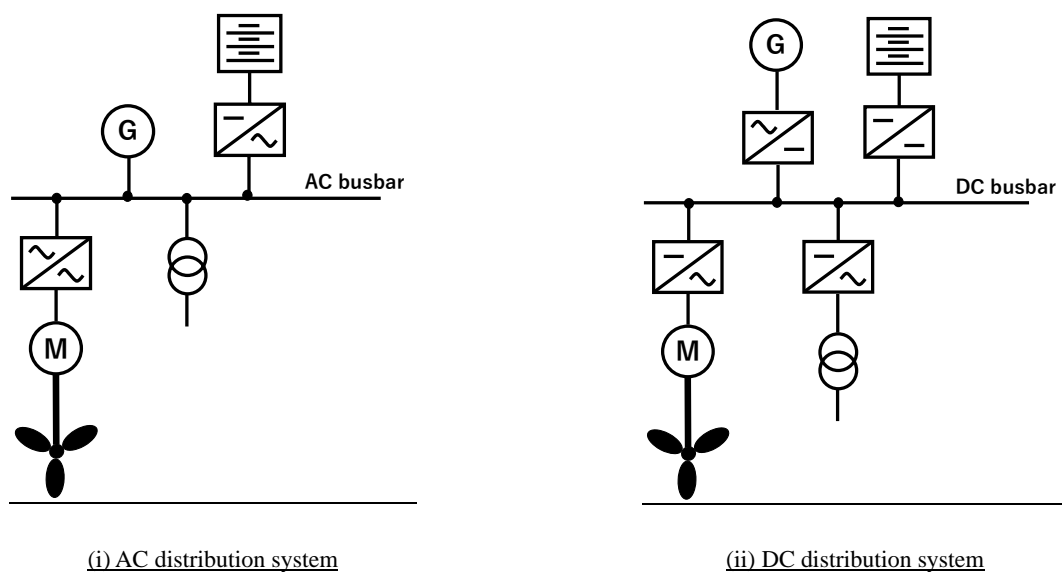 G
AC busbar
M
(i) AC distribution system
G
DC busbar
M
(ii) DC distribution system